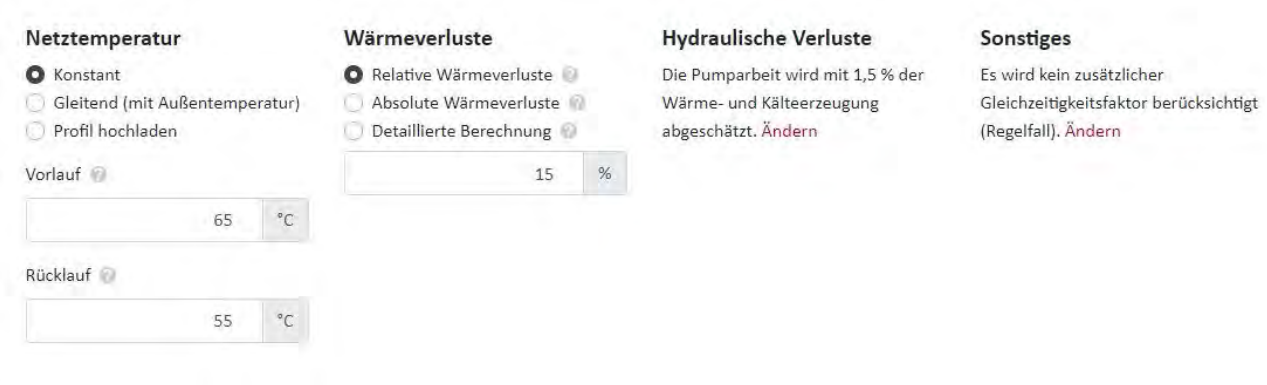 Netztemperatur
Konstant
Gleitend (mit Außentemperatur)
Profil hochladen
Vorlauf
65 °C
Rücklauf
55 °C
Wärmeverluste
Relative Wärmeverluste ?
Absolute Wärmeverluste ?
Detaillierte Berechnung ?
15 %
Hydraulische Verluste
Die Pumparbeit wird mit 1,5 % der
Wärme- und Kälteerzeugung
abgeschätzt. Ändern
Sonstiges
Es wird kein zusätzlicher
Gleichzeitigkeitsfaktor berücksichtigt
(Regelfall). Ändern